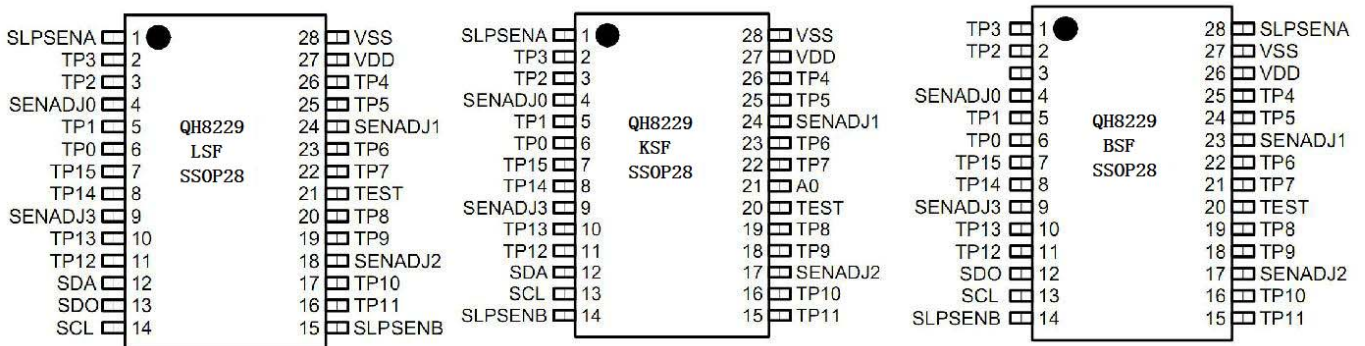 SLPSENA 1 28 VSS
TP3 2 27 VDD
TP2 3 26 TP4
SENADJ0 4 25 TP5
TP1 5 QH8229 24 SENADJ1
TP0 6 LSF 23 TP6
TP15 7 SSOP28 22 TP7
TP14 8 21 TEST
SENADJ3 9 20 TP8
TP13 10 19 TP9
TP12 11 18 SENADJ2
SDA 12 17 TP10
SDO 13 16 TP11
SCL 14 15 SLPSENB
SLPSENA 1 28 VSS
TP3 2 27 VDD
TP2 3 26 TP4
SENADJ0 4 25 TP5
TP1 5 QH8229 24 SENADJ1
TP0 6 KSF 23 TP6
TP15 7 SSOP28 22 TP7
TP14 8 21 A0
SENADJ3 9 20 TEST
TP13 10 19 TP8
TP12 11 18 TP9
SDA 12 17 SENADJ2
SCL 13 16 TP10
SLPSENB 14 15 TP11
TP3 1 28 SLPSENA
TP2 2 27 VSS
3 26 VDD
SENADJ0 4 25 TP4
TP1 5 QH8229 24 TP5
TP0 6 BSF 23 SENADJ1
TP15 7 SSOP28 22 TP6
TP14 8 21 TP7
SENADJ3 9 20 TEST
TP13 10 19 TP8
TP12 11 18 TP9
SDO 12 17 SENADJ2
SCL 13 16 TP10
SLPSENB 14 15 TP11